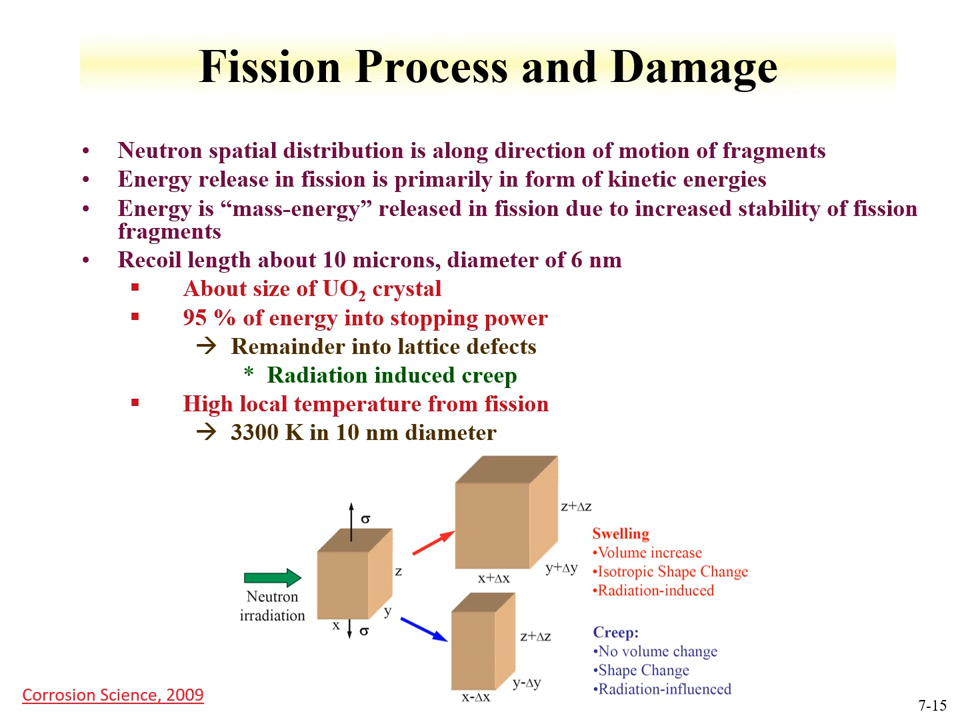 Fission Process and Damage
• Neutron spatial distribution is along direction of motion of fragments
• Energy release in fission is primarily in form of kinetic energies
• Energy is “mass-energy” released in fission due to increased stability of fission
fragments
• Recoil length about 10 microns, diameter of 6 nm
▪ About size of UO₂ crystal
▪ 95 % of energy into stopping power
→ Remainder into lattice defects
* Radiation induced creep
▪ High local temperature from fission
→ 3300 K in 10 nm diameter
σ
z
y
x
σ
Neutron
irradiation
z+Δz
y+Δy
x+Δx
Swelling
•Volume increase
•Isotropic Shape Change
•Radiation-induced
z+Δz
y-Δy
x-Δx
Creep:
•No volume change
•Shape Change
•Radiation-influenced
Corrosion Science, 2009
7-15